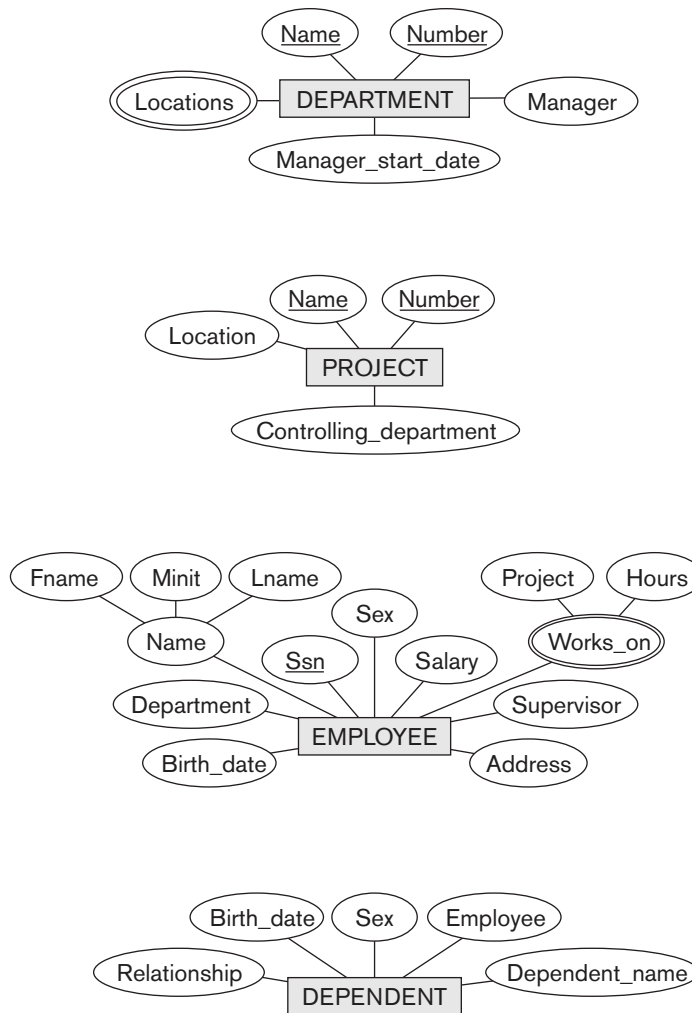 Name Number
Locations DEPARTMENT Manager
Manager_start_date
Name Number
Location
PROJECT
Controlling_department
Fname Minit Lname Project Hours
Sex
Name Works_on
Ssn Salary
Department Supervisor
EMPLOYEE
Birth_date Address
Birth_date Sex Employee
Relationship Dependent_name
DEPENDENT